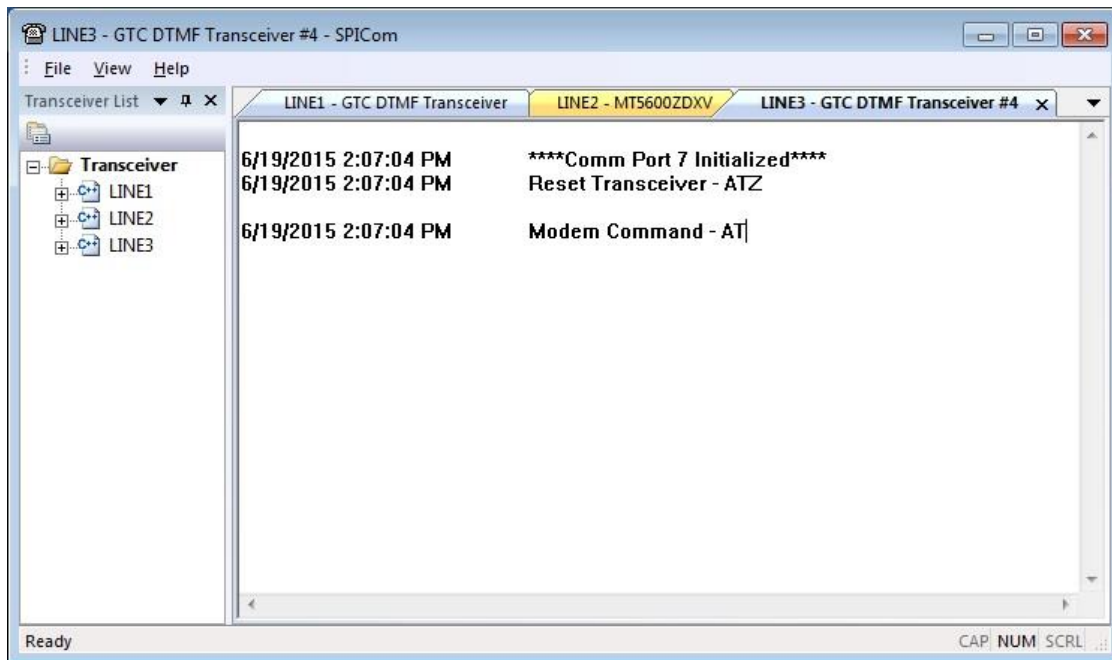 LINE3 - GTC DTMF Transceiver #4 - SPICom
File View Help
Transceiver List
LINE1 - GTC DTMF Transceiver
LINE2 - MT5600ZDXV
LINE3 - GTC DTMF Transceiver #4
Transceiver
C++ LINE1
C++ LINE2
C++ LINE3
6/19/2015 2:07:04 PM ****Comm Port 7 Initialized****
6/19/2015 2:07:04 PM Reset Transceiver - ATZ
6/19/2015 2:07:04 PM Modem Command - AT
Ready
CAP NUM SCRL